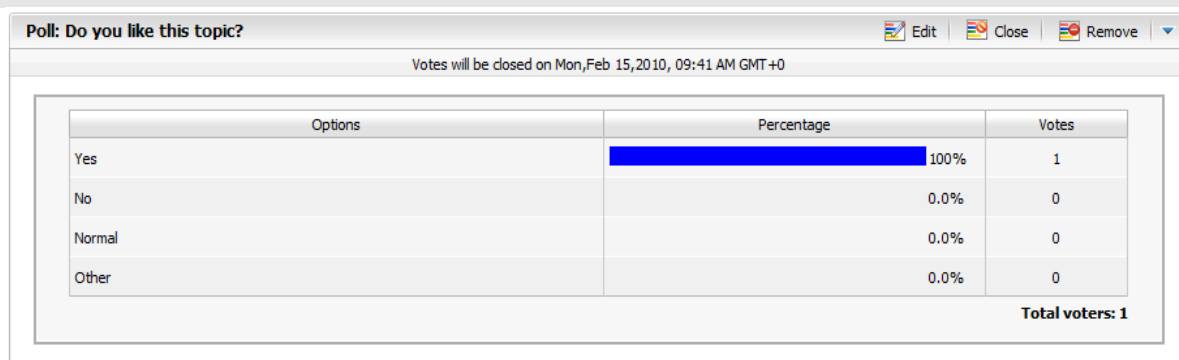 Poll: Do you like this topic? Edit Close Remove
Votes will be closed on Mon,Feb 15,2010, 09:41 AM GMT+0
Options Percentage Votes
Yes 100% 1
No 0.0% 0
Normal 0.0% 0
Other 0.0% 0
Total voters: 1